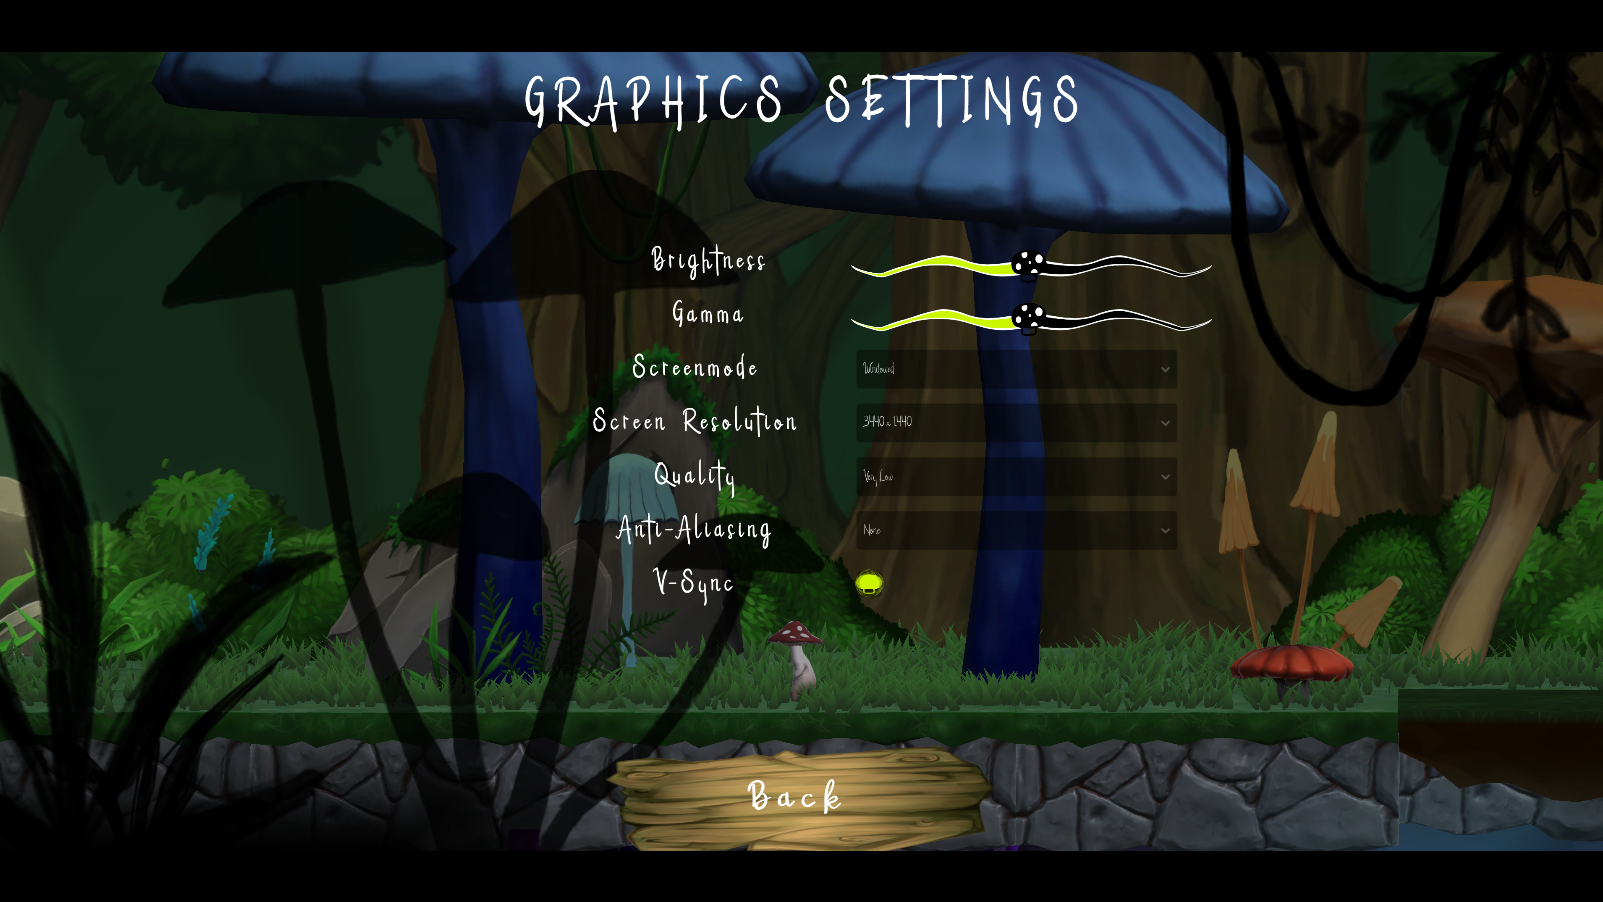 GRAPHICS SETTINGS
Brightness
Gamma
Screenmode
Windowed
Screen Resolution
3440 x 1440
Quality
Very Low
Anti-Aliasing
None
V-Sync
Back